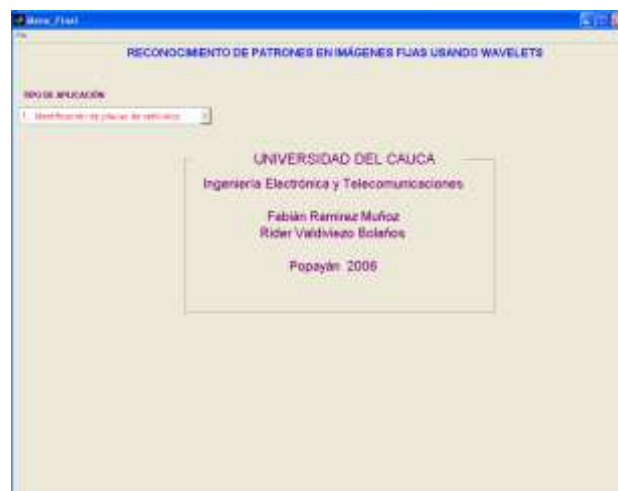 Menu_Final
RECONOCIMIENTO DE PATRONES EN IMÁGENES FIJAS USANDO WAVELETS
TIPO DE APLICACIÓN
1. Identificación de placas de vehículos
UNIVERSIDAD DEL CAUCA
Ingeniería Electrónica y Telecomunicaciones
Fabián Ramírez Muñoz
Rider Valdiviezo Bolaños
Popayán 2006